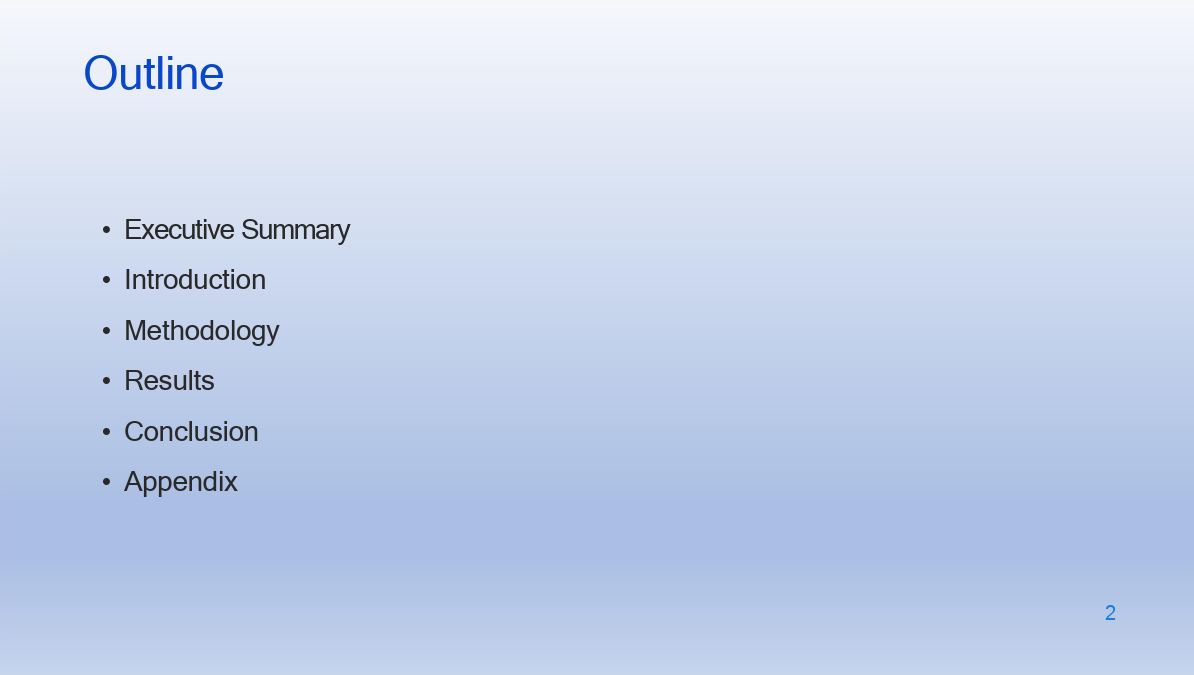 Outline
• Executive Summary
• Introduction
• Methodology
• Results
• Conclusion
• Appendix
2